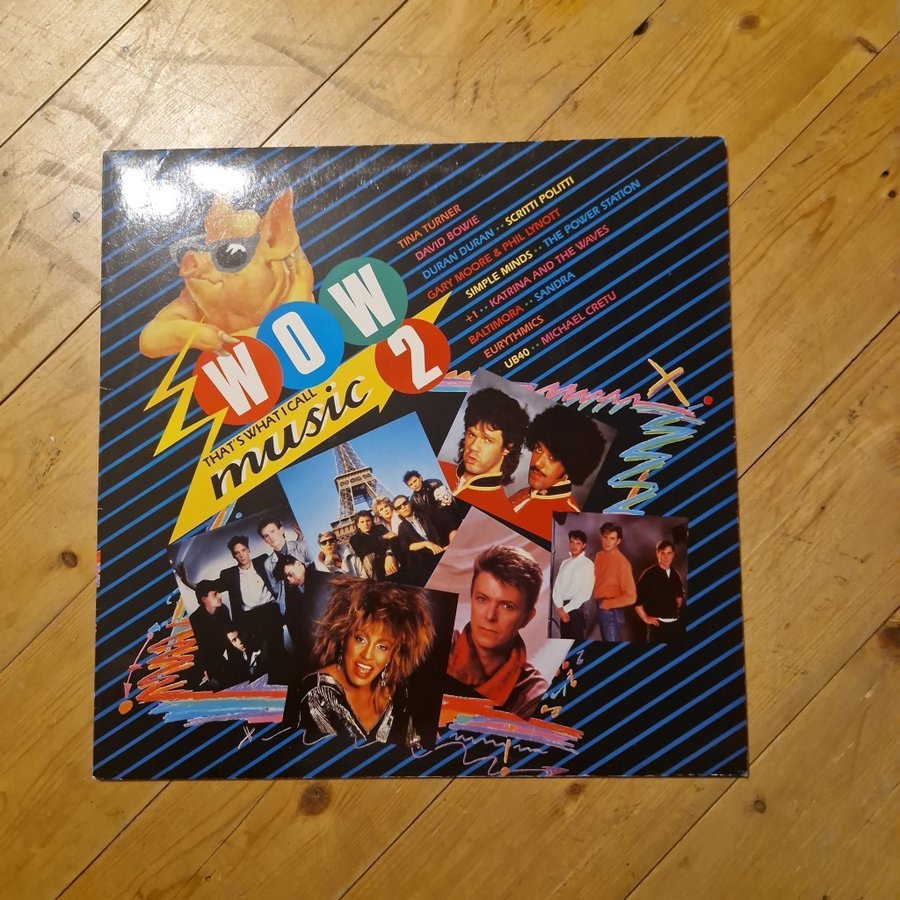 TINA TURNER
DAVID BOWIE
DURAN DURAN •• SCRITTI POLITTI
GARY MOORE & PHIL LYNOTT
SIMPLE MINDS •• THE POWER STATION
+1 •• KATRINA AND THE WAVES
BALTIMORA •• SANDRA
EURYTHMICS
UB40 •• MICHAEL CRETU
WOW
THAT'S WHAT I CALL
music 2